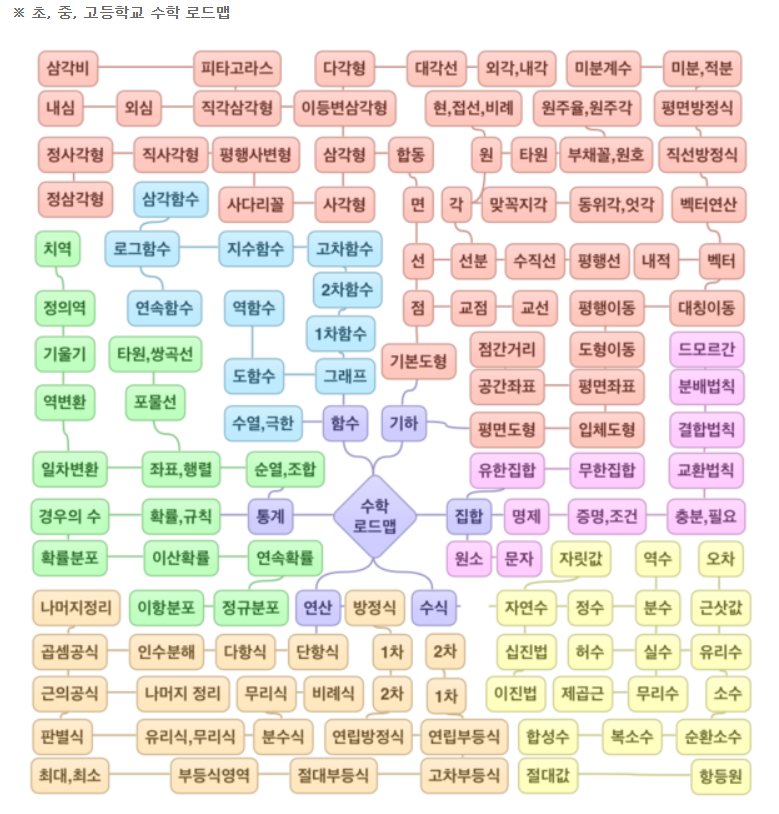 ※ 초, 중, 고등학교 수학 로드맵
삼각비 피타고라스 다각형 대각선 외각,내각 미분계수 미분,적분
내심 외심 직각삼각형 이등변삼각형 현,접선,비례 원주율,원주각 평면방정식
정사각형 직사각형 평행사변형 삼각형 합동 원 타원 부채꼴,원호 직선방정식
정삼각형 삼각함수 사다리꼴 사각형 면 각 맞꼭지각 동위각,엇각 벡터연산
치역 로그함수 지수함수 고차함수 선 선분 수직선 평행선 내적 벡터
2차함수
정의역 연속함수 역함수 점 교점 교선 평행이동 대칭이동
1차함수
기울기 타원,쌍곡선 기본도형 점간거리 도형이동 드모르간
도함수 그래프 공간좌표 평면좌표 분배법칙
역변환 포물선
수열,극한 함수 기하 평면도형 입체도형 결합법칙
일차변환 좌표,행렬 순열,조합 유한집합 무한집합 교환법칙
경우의 수 확률,규칙 통계 수학
로드맵 집합 명제 증명,조건 충분,필요
확률분포 이산확률 연속확률 원소 문자 자릿값 역수 오차
나머지정리 이항분포 정규분포 연산 방정식 수식 자연수 정수 분수 근삿값
곱셈공식 인수분해 다항식 단항식 1차 2차 십진법 허수 실수 유리수
근의공식 나머지 정리 무리식 비례식 2차 1차 이진법 제곱근 무리수 소수
판별식 유리식,무리식 분수식 연립방정식 연립부등식 합성수 복소수 순환소수
최대,최소 부등식영역 절대부등식 고차부등식 절대값 항등원